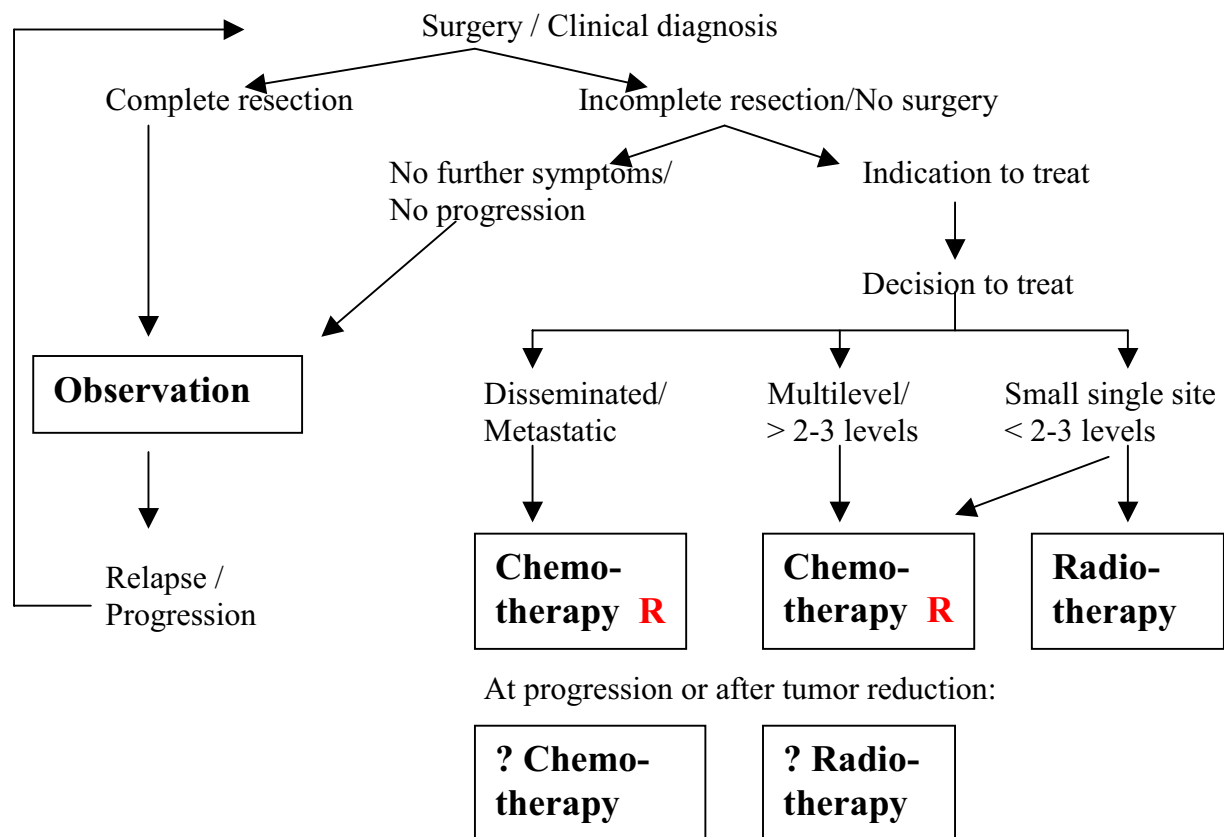 Surgery / Clinical diagnosis
Complete resection
Incomplete resection/No surgery
No further symptoms/
No progression
Indication to treat
Decision to treat
Observation
Disseminated/
Metastatic
Multilevel/
> 2-3 levels
Small single site
< 2-3 levels
Relapse /
Progression
Chemo-
therapy R
Chemo-
therapy R
Radio-
therapy
At progression or after tumor reduction:
? Chemo-
therapy
? Radio-
therapy